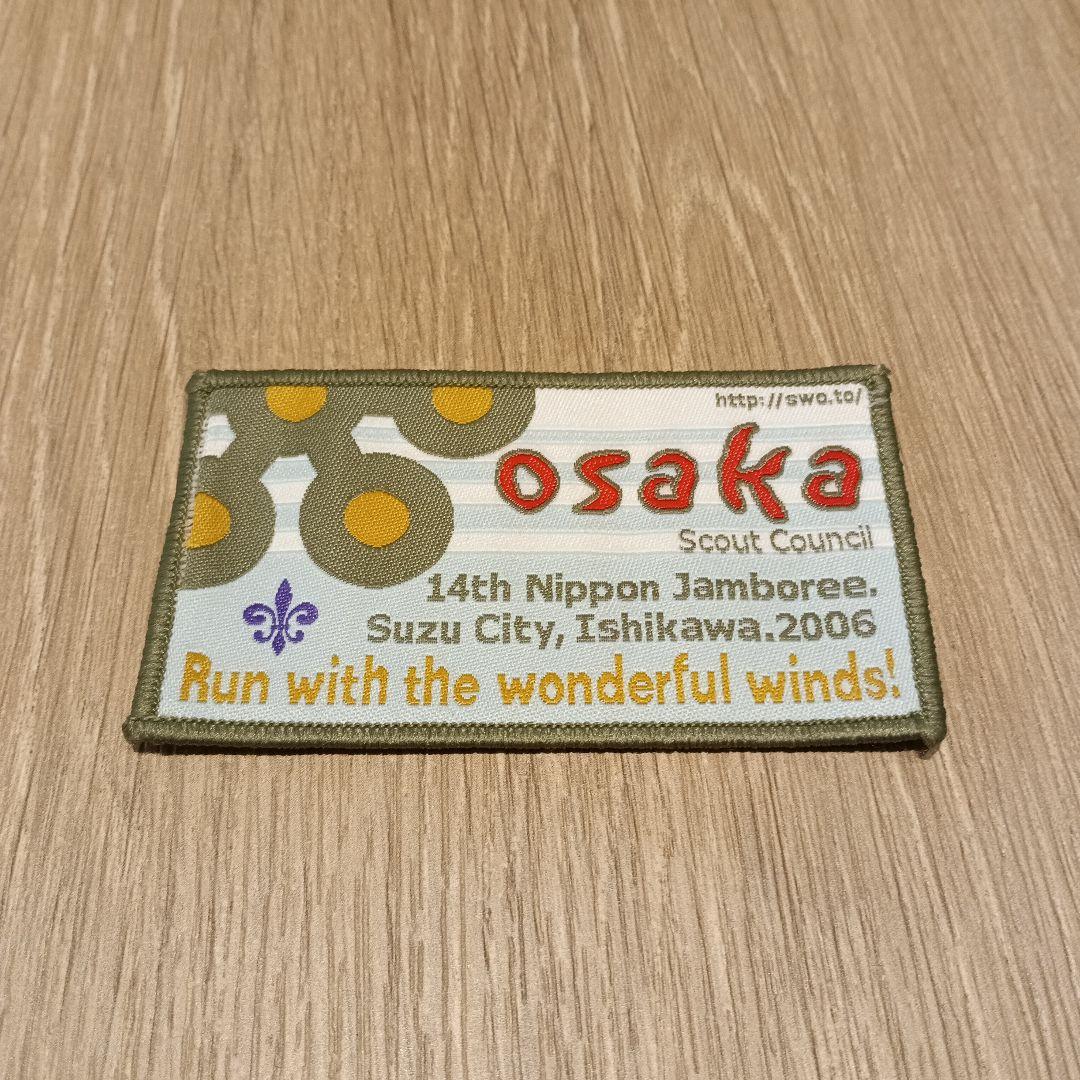 http://swo.to/
osaka
Scout Council
14th Nippon Jamboree.
Suzu City, Ishikawa.2006
Run with the wonderful winds!